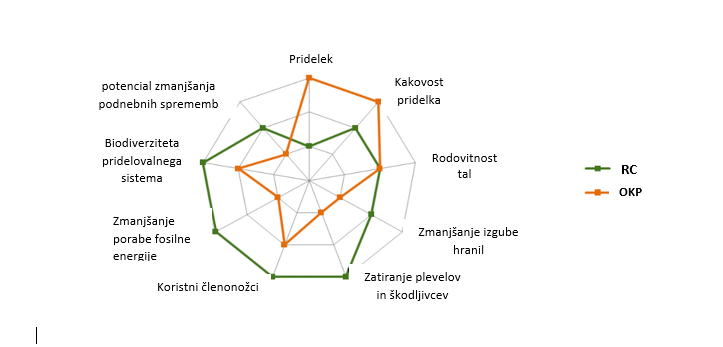 Pridelek
Kakovost
pridelka
Rodovitnost
tal
Zmanjšanje izgube
hranil
Zatiranje plevelov
in škodljivcev
Koristni členonožci
Zmanjšanje
porabe fosilne
energije
Biodiverziteta
pridelovalnega
sistema
potencial zmanjšanja
podnebnih sprememb
RC
OKP